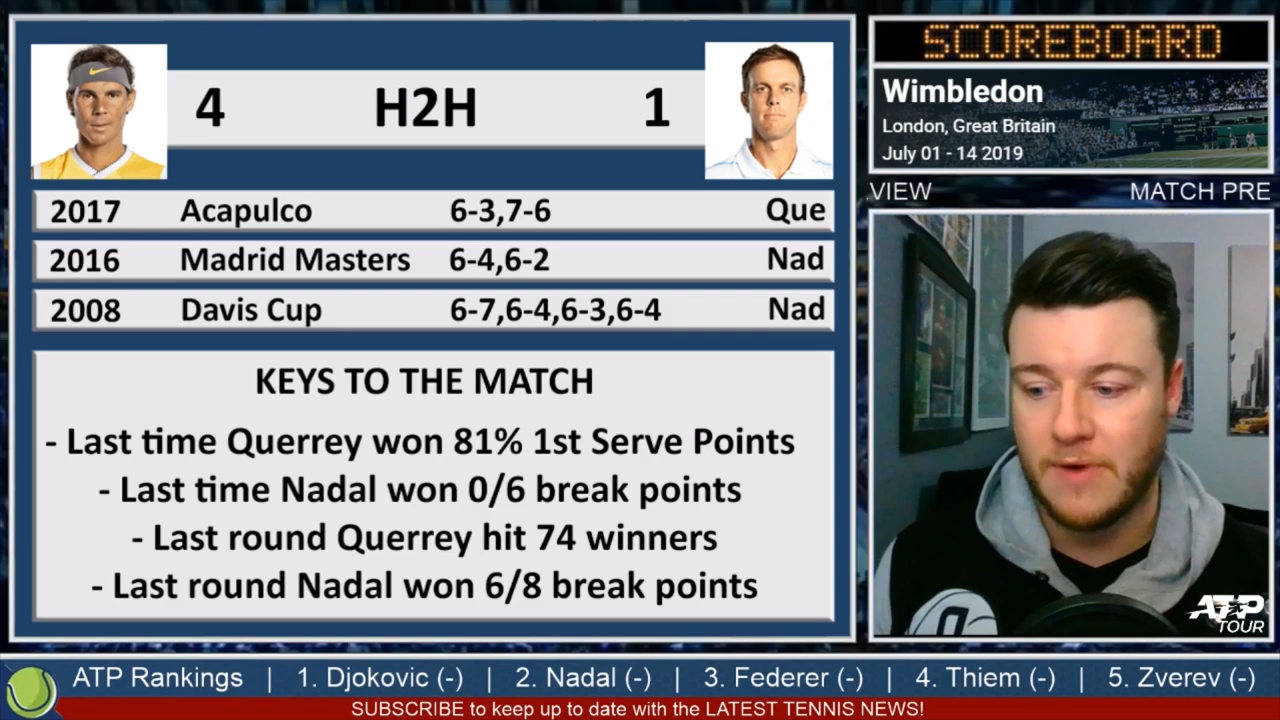 4 H2H 1
2017 Acapulco 6-3,7-6 Que
2016 Madrid Masters 6-4,6-2 Nad
2008 Davis Cup 6-7,6-4,6-3,6-4 Nad
KEYS TO THE MATCH
- Last time Querrey won 81% 1st Serve Points
- Last time Nadal won 0/6 break points
- Last round Querrey hit 74 winners
- Last round Nadal won 6/8 break points
SCOREBOARD
Wimbledon
London, Great Britain
July 01 - 14 2019
VIEW MATCH PRE
ATP
TOUR
ATP Rankings | 1. Djokovic (-) | 2. Nadal (-) | 3. Federer (-) | 4. Thiem (-) | 5. Zverev (-)
SUBSCRIBE to keep up to date with the LATEST TENNIS NEWS!